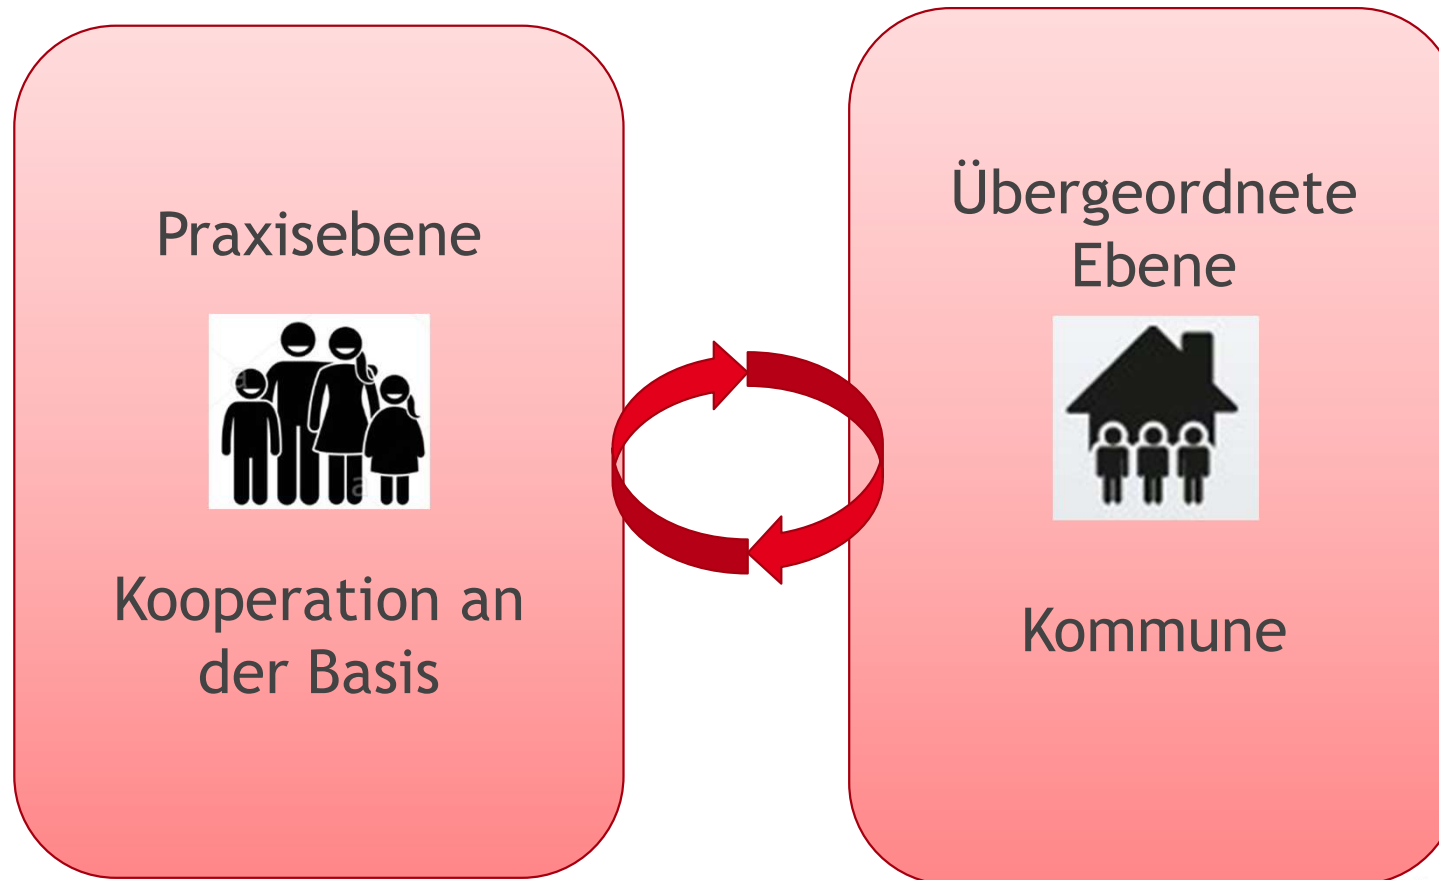 Praxisebene
Kooperation an
der Basis
Übergeordnete
Ebene
Kommune